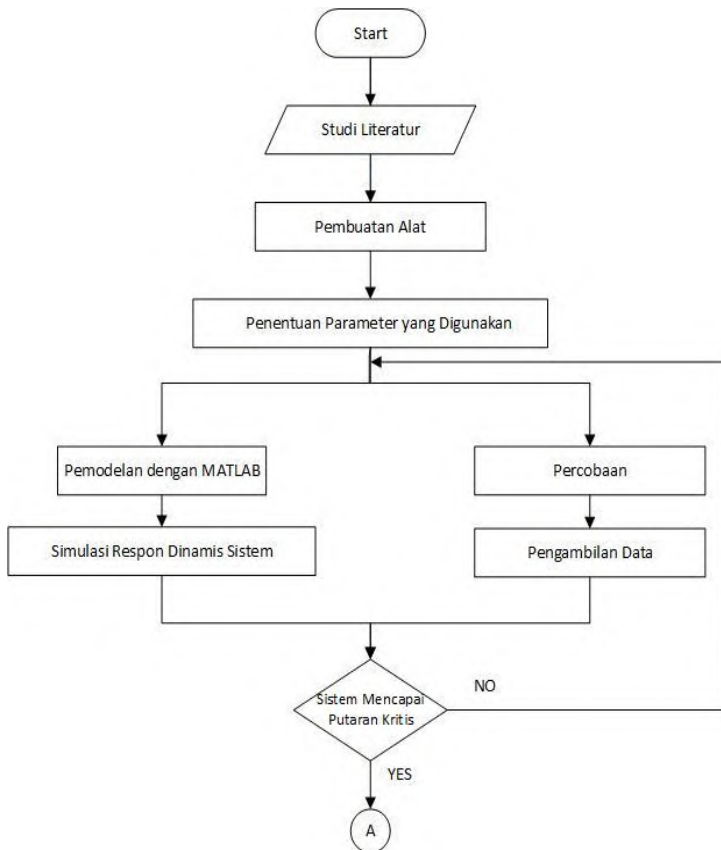 Start
Studi Literatur
Pembuatan Alat
Penentuan Parameter yang Digunakan
Pemodelan dengan MATLAB
Percobaan
Simulasi Respon Dinamis Sistem
Pengambilan Data
Sistem Mencapai
Putaran Kritis
NO
YES
A